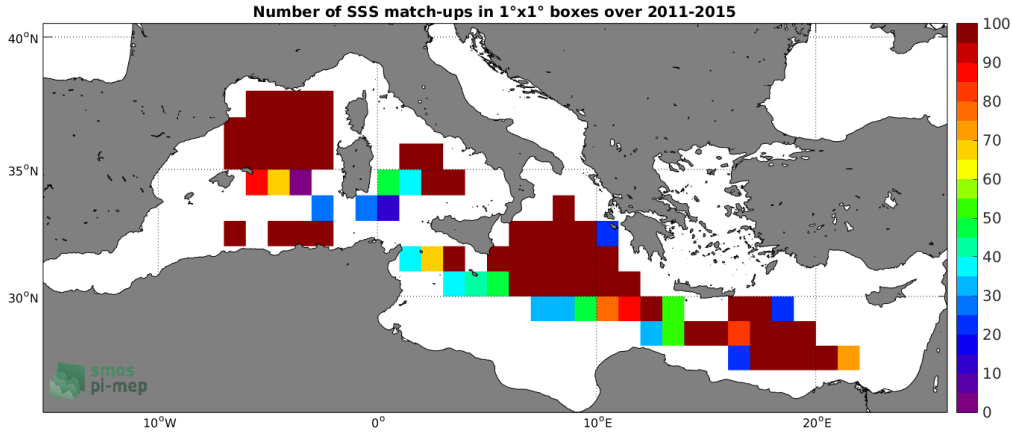 Number of SSS match-ups in 1°x1° boxes over 2011-2015
40°N
35°N
30°N
10°W
0°
10°E
20°E
100
90
80
70
60
50
40
30
20
10
0
smos
pi-mep